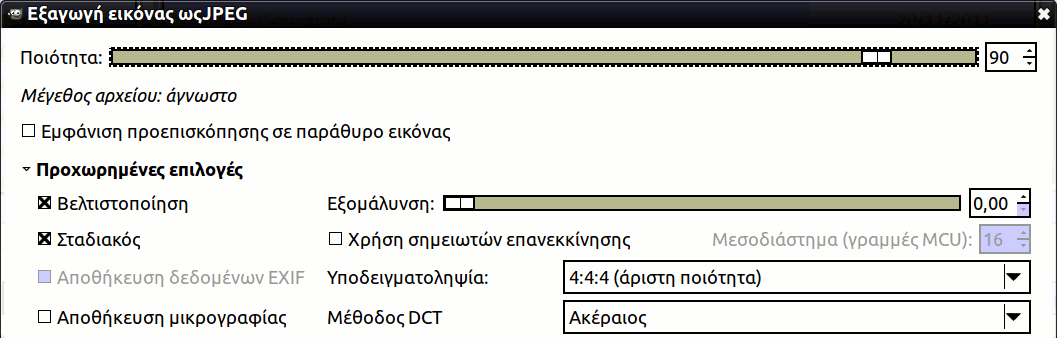 Εξαγωγή εικόνας ωςJPEG
Ποιότητα: 90
Μέγεθος αρχείου: άγνωστο
Εμφάνιση προεπισκόπησης σε παράθυρο εικόνας
Προχωρημένες επιλογές
Βελτιστοποίηση Εξομάλυνση: 0,00
Σταδιακός Χρήση σημειωτών επανεκκίνησης Μεσοδιάστημα (γραμμές MCU): 16
Αποθήκευση δεδομένων EXIF Υποδειγματοληψία: 4:4:4 (άριστη ποιότητα)
Αποθήκευση μικρογραφίας Μέθοδος DCT Ακέραιος